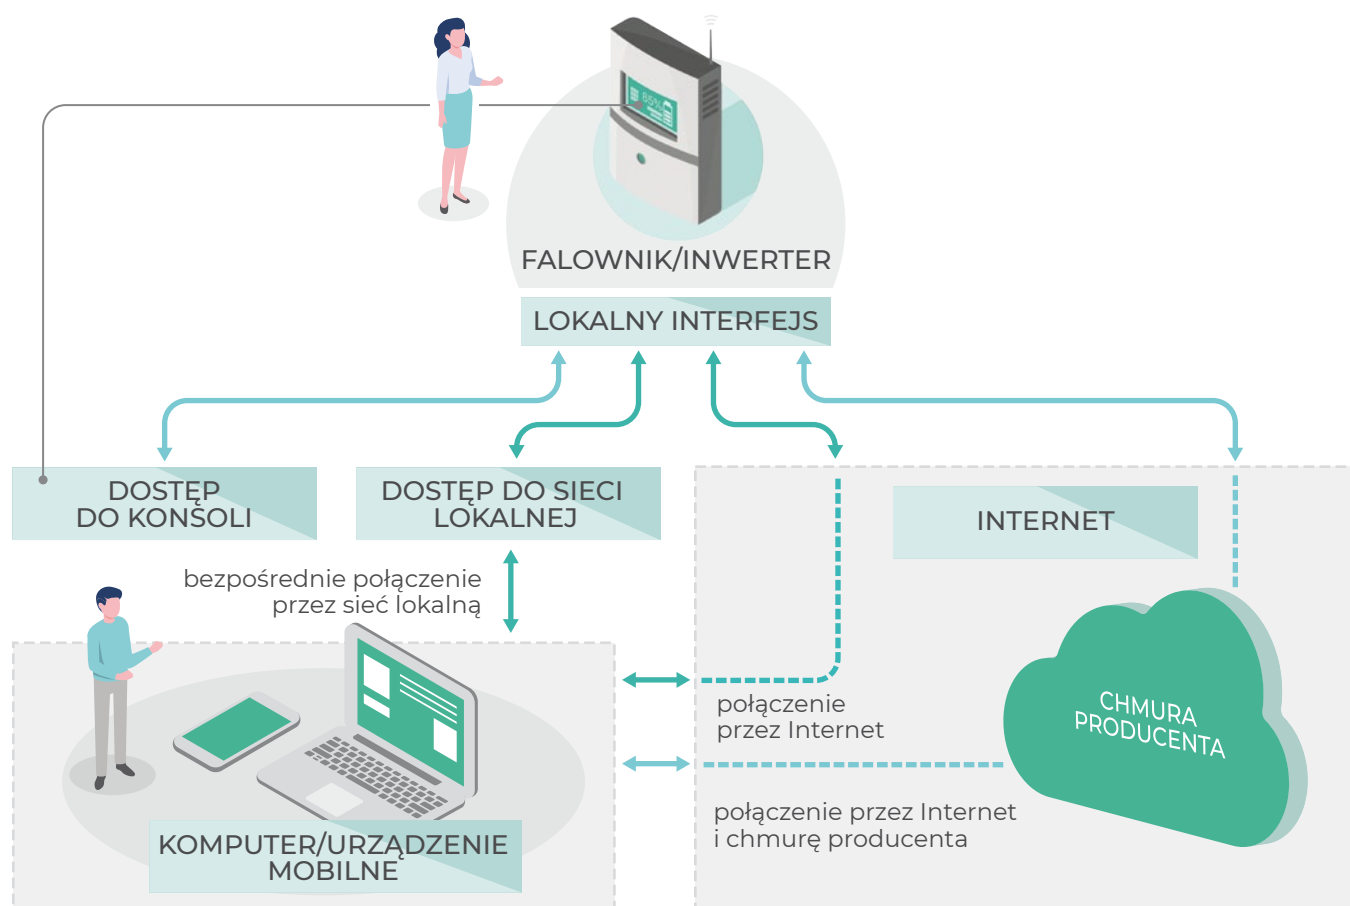 85%
FALOWNIK/INWERTER
LOKALNY INTERFEJS
DOSTĘP
DO KONSOLI
DOSTĘP DO SIECI
LOKALNEJ
INTERNET
bezpośrednie połączenie
przez sieć lokalną
CHMURA
PRODUCENTA
połączenie
przez Internet
połączenie przez Internet
i chmurę producenta
KOMPUTER/URZĄDZENIE
MOBILNE